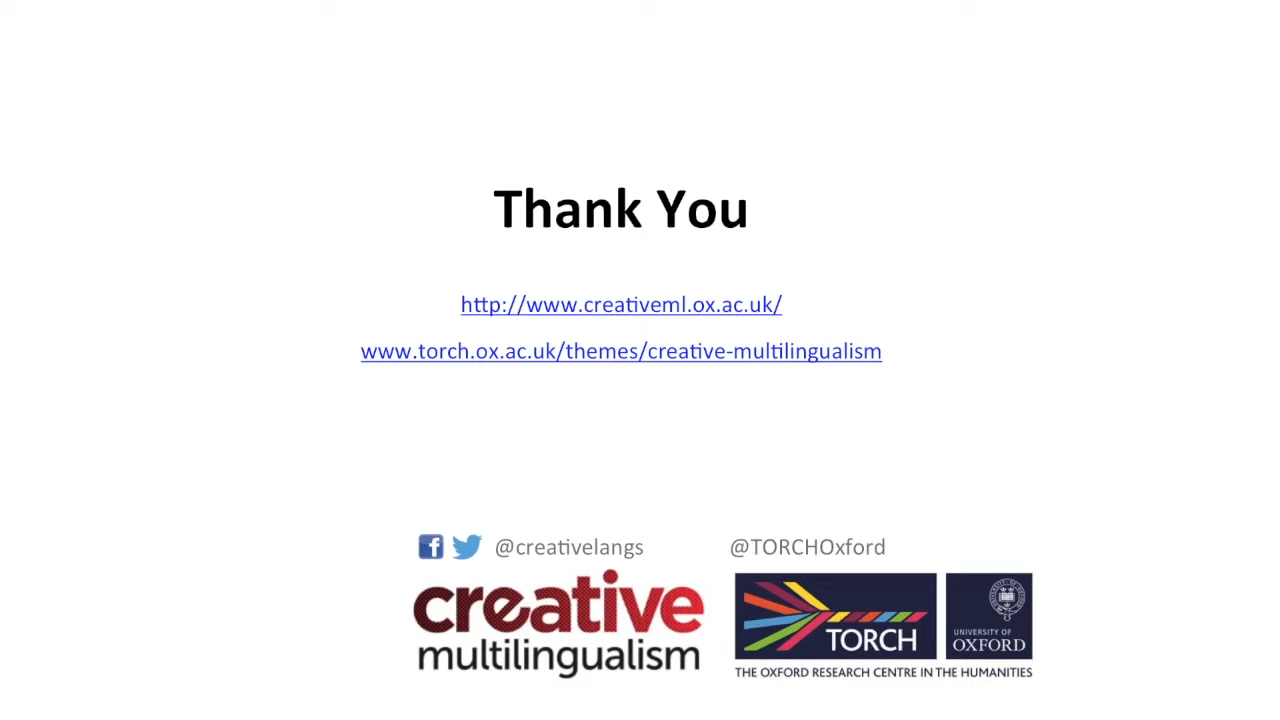 Thank You
http://www.creativeml.ox.ac.uk/
www.torch.ox.ac.uk/themes/creative-multilingualism
@creativelangs @TORCHOxford
creative
multilingualism
TORCH
UNIVERSITY OF
OXFORD
THE OXFORD RESEARCH CENTRE IN THE HUMANITIES